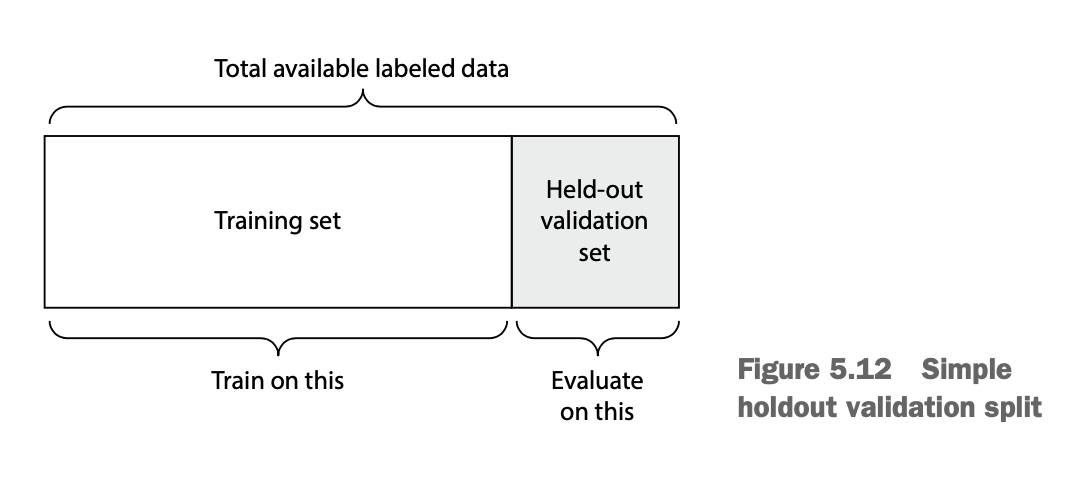 Total available labeled data
Training set
Held-out
validation
set
Train on this
Evaluate
on this
Figure 5.12 Simple
holdout validation split